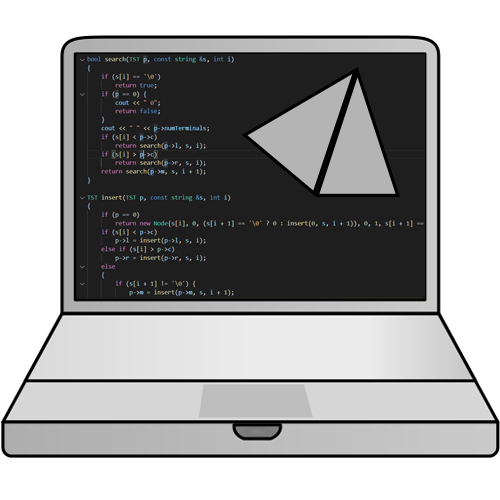 bool search(TST p, const string &s, int i)
{
if (s[i] == '\0')
return true;
if (p == 0) {
cout << " 0";
return false;
}
cout << " " << p->numTerminals;
if (s[i] < p->c)
return search(p->l, s, i);
if (s[i] > p->c)
return search(p->r, s, i);
return search(p->m, s, i + 1);
}
TST insert(TST p, const string &s, int i)
{
if (p == 0)
return new Node{s[i], 0, (s[i + 1] == '\0' ? 0 : insert(0, s, i + 1)), 0, 1, s[i + 1] ==
if (s[i] < p->c)
p->l = insert(p->l, s, i);
else if (s[i] > p->c)
p->r = insert(p->r, s, i);
else
{
if (s[i + 1] != '\0') {
p->m = insert(p->m, s, i + 1);